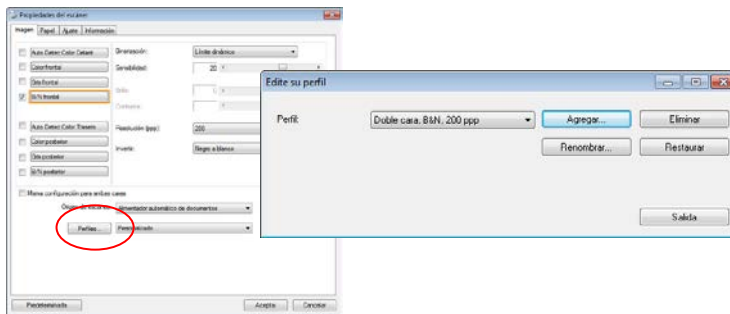 Propiedades del escáner
Imagen Papel Ajuste Información
Auto Detec Color Delant Binarización: Límite dinámico
Color frontal Sensibilidad: 20
Gris frontal Brillo:
B/N frontal Contraste:
Auto Detec Color Trasero Resolución (ppp): 200
Color posterior Invertir: Negro a blanco
Gris posterior
B/N posterior
Misma configuración para ambas caras
Alimentador automático de documentos
Perfiles... Personalizado
Predeterminado Acepta Cancelar
Edite su perfil
Perfil: Doble cara, B&N, 200 ppp Agregar... Eliminar
Renombrar... Restaurar
Salida